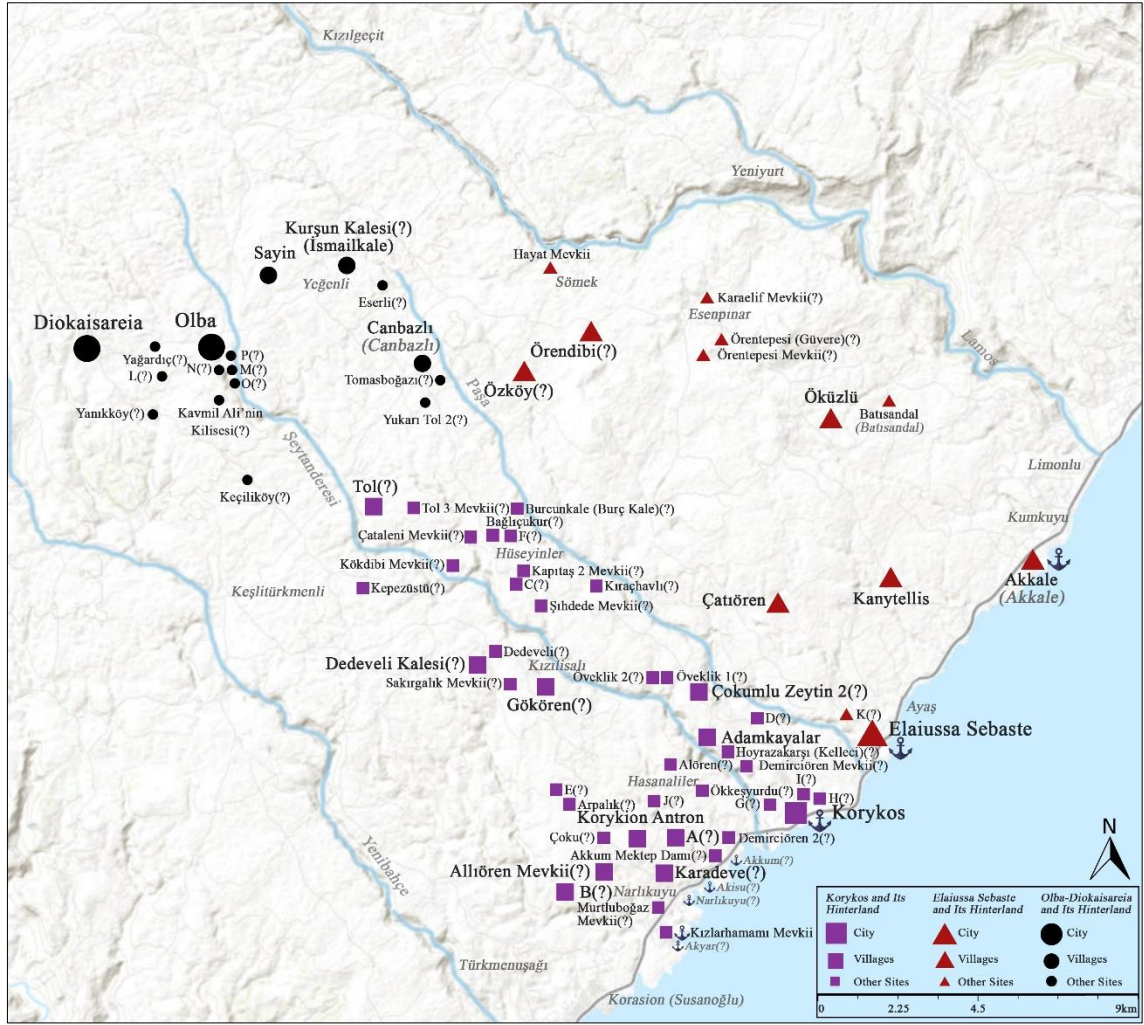 Kızılgeçit
Yeniyurt
Kurşun Kalesi(?)
(İsmailkale)
Sayin
Yeğenli
Eserli(?)
Hayat Mevkii
Sömek
Karaelif Mevkii(?)
Esenpınar
Örentepesi (Güvere)(?)
Örentepesi Mevkii(?)
Lamos
Diokaisareia
Olba
Yağardıç(?)
L(?)
P(?)
N(?)
M(?)
O(?)
Yanıkköy(?)
Kavmil Ali'nin
Kilisesi(?)
Canbazlı
(Canbazlı)
Tomasboğazı(?)
Yukarı Tol 2(?)
Paşa
Örendibi(?)
Özköy(?)
Öküzlü
Batısandal
(Batısandal)
Limonlu
Kumkuyu
Şeytanderesi
Keçiliköy(?)
Tol(?)
Tol 3 Mevkii(?)
Burcunkale (Burç Kale)(?)
Bağlıçukur(?)
Çataleni Mevkii(?)
F(?)
Hüseyinler
Kökdibi Mevkii(?)
Kapıtaş 2 Mevkii(?)
Keşlitürkmenli
Kepezüstü(?)
C(?)
Kıraçhavlı(?)
Şıhdede Mevkii(?)
Akkale
(Akkale)
Kanytellis
Çatıören
Dedeveli(?)
Dedeveli Kalesi(?)
Kızılisalı
Sakırgalık Mevkii(?)
Gökören(?)
Öveklik 2(?)
Öveklik 1(?)
Çokumlu Zeytin 2(?)
Ayaş
D(?)
K(?)
Elaiussa Sebaste
Adamkayalar
Hoyrazakarşı (Kelleci)(?)
Alören(?)
Demirciören Mevkii(?)
Hasanaliler
I(?)
E(?)
Ökkeşyurdu(?)
H(?)
Arpalık(?)
J(?)
G(?)
Korykos
Korykion Antron
Çoku(?)
A(?)
Demirciören 2(?)
Akkum Mektep Damı(?)
Akkum(?)
Allıören Mevkii(?)
Karadeve(?)
B(?)
Narlıkuyu
Akisu(?)
Narlıkuyu(?)
Murtluboğaz
Mevkii(?)
Kızlarhamamı Mevkii
Akyar(?)
Yenibahçe
Türkmenuşağı
Korasion (Susanoğlu)
N
Korykos and Its
Hinterland
City
Villages
Other Sites
Elaiussa Sebaste
and Its Hinterland
City
Villages
Other Sites
Olba-Diokaisareia
and Its Hinterland
City
Villages
Other Sites
0 2.25 4.5 9km